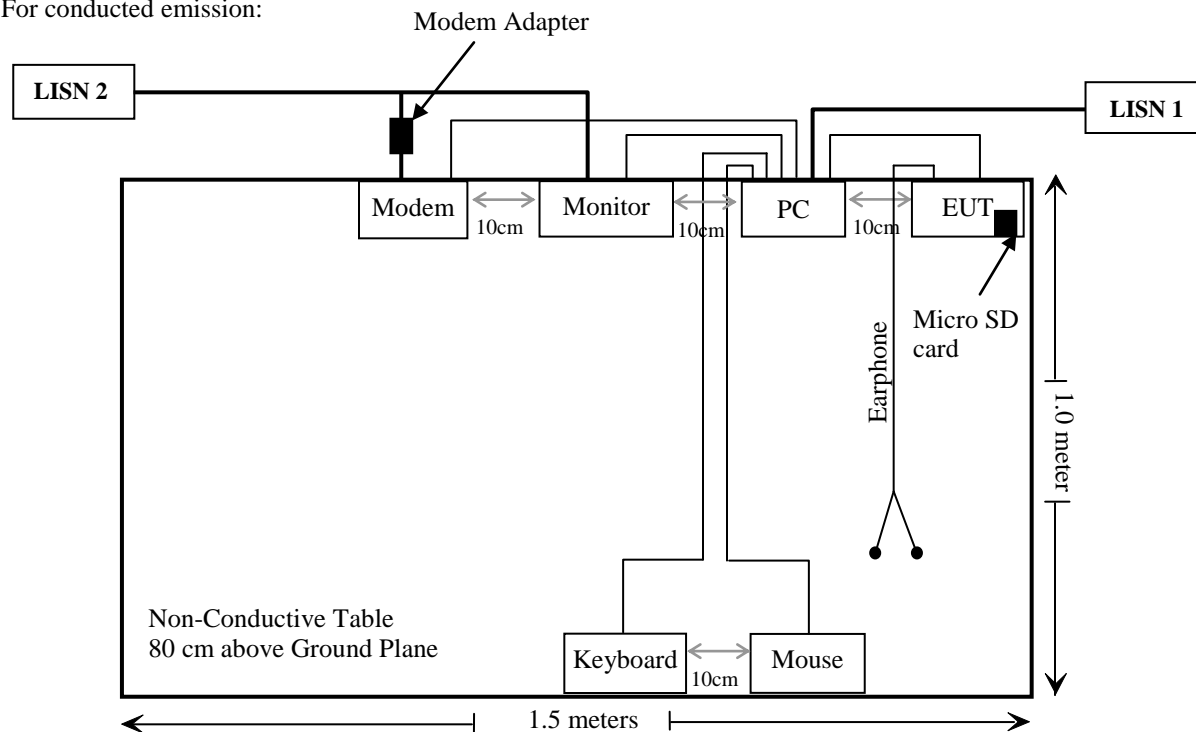 For conducted emission:
Modem Adapter
LISN 2
LISN 1
Modem
Monitor
PC
EUT
10cm
10cm
10cm
Micro SD
card
Earphone
1.0 meter
Non-Conductive Table
80 cm above Ground Plane
Keyboard
Mouse
10cm
1.5 meters